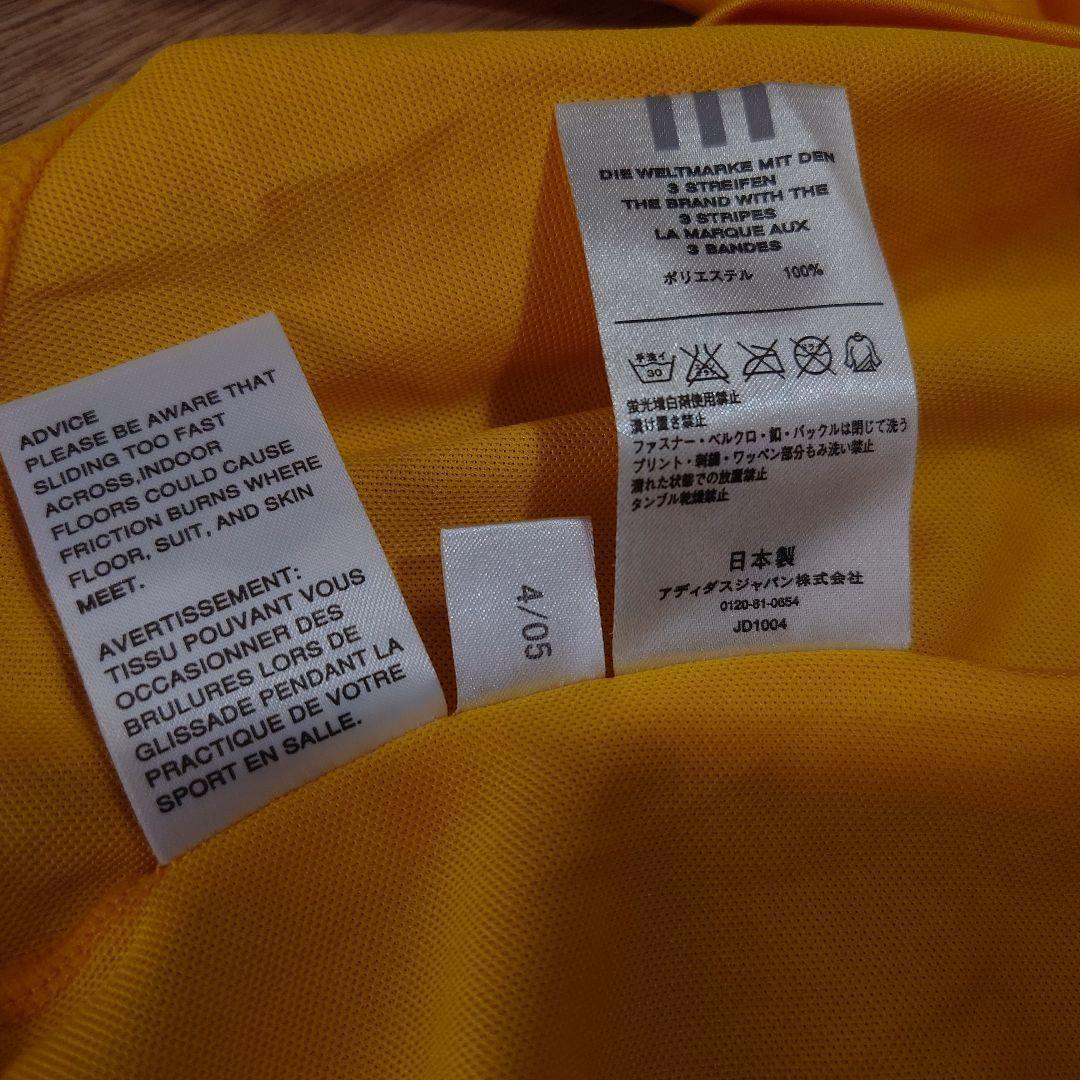 ADVICE
PLEASE BE AWARE THAT
SLIDING TOO FAST
ACROSS,INDOOR
FLOORS COULD CAUSE
FRICTION BURNS WHERE
FLOOR, SUIT, AND SKIN
MEET.
AVERTISSEMENT:
TISSU POUVANT VOUS
OCCASIONNER DES
BRULURES LORS DE
GLISSADE PENDANT LA
PRACTIQUE DE VOTRE
SPORT EN SALLE.
4/05
DIE WELTMARKE MIT DEN
3 STREIFEN
THE BRAND WITH THE
3 STRIPES
LA MARQUE AUX
3 BANDES
ポリエステル 100%
手洗イ
30
蛍光増白剤使用禁止
漬け置き禁止
ファスナー・ベルクロ・釦・バックルは閉じて洗う
プリント・刺繍・ワッペン部分もみ洗い禁止
濡れた状態での放置禁止
タンブル乾燥禁止
日本製
アディダスジャパン株式会社
0120-81-0654
JD1004